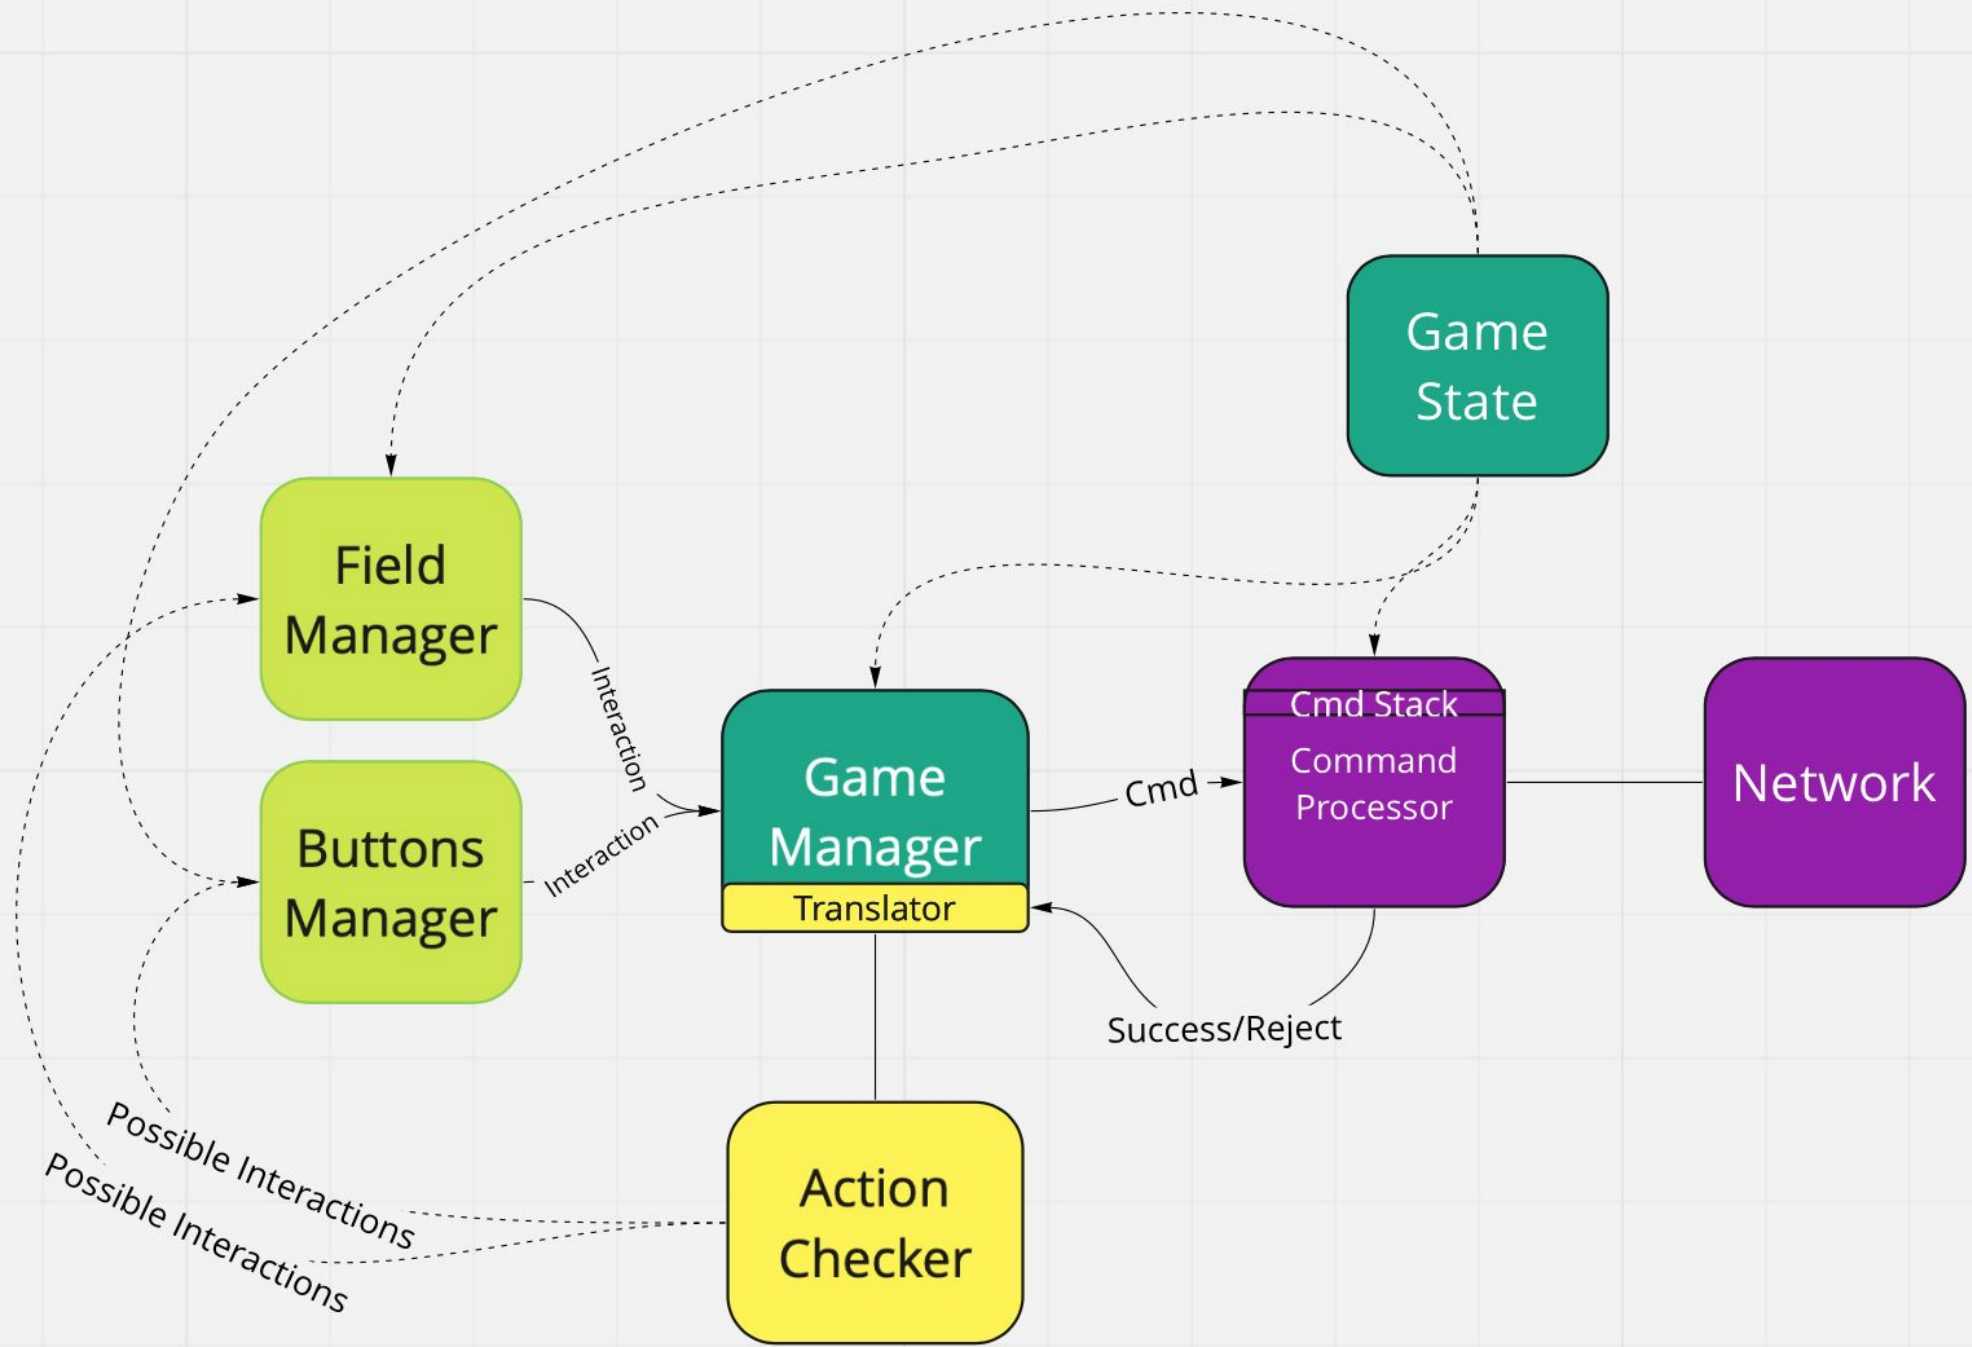 Game
State
Field
Manager
Interaction
Buttons
Manager
Interaction
Game
Manager
Translator
Cmd
Cmd Stack
Command
Processor
Network
Success/Reject
Possible Interactions
Possible Interactions
Action
Checker